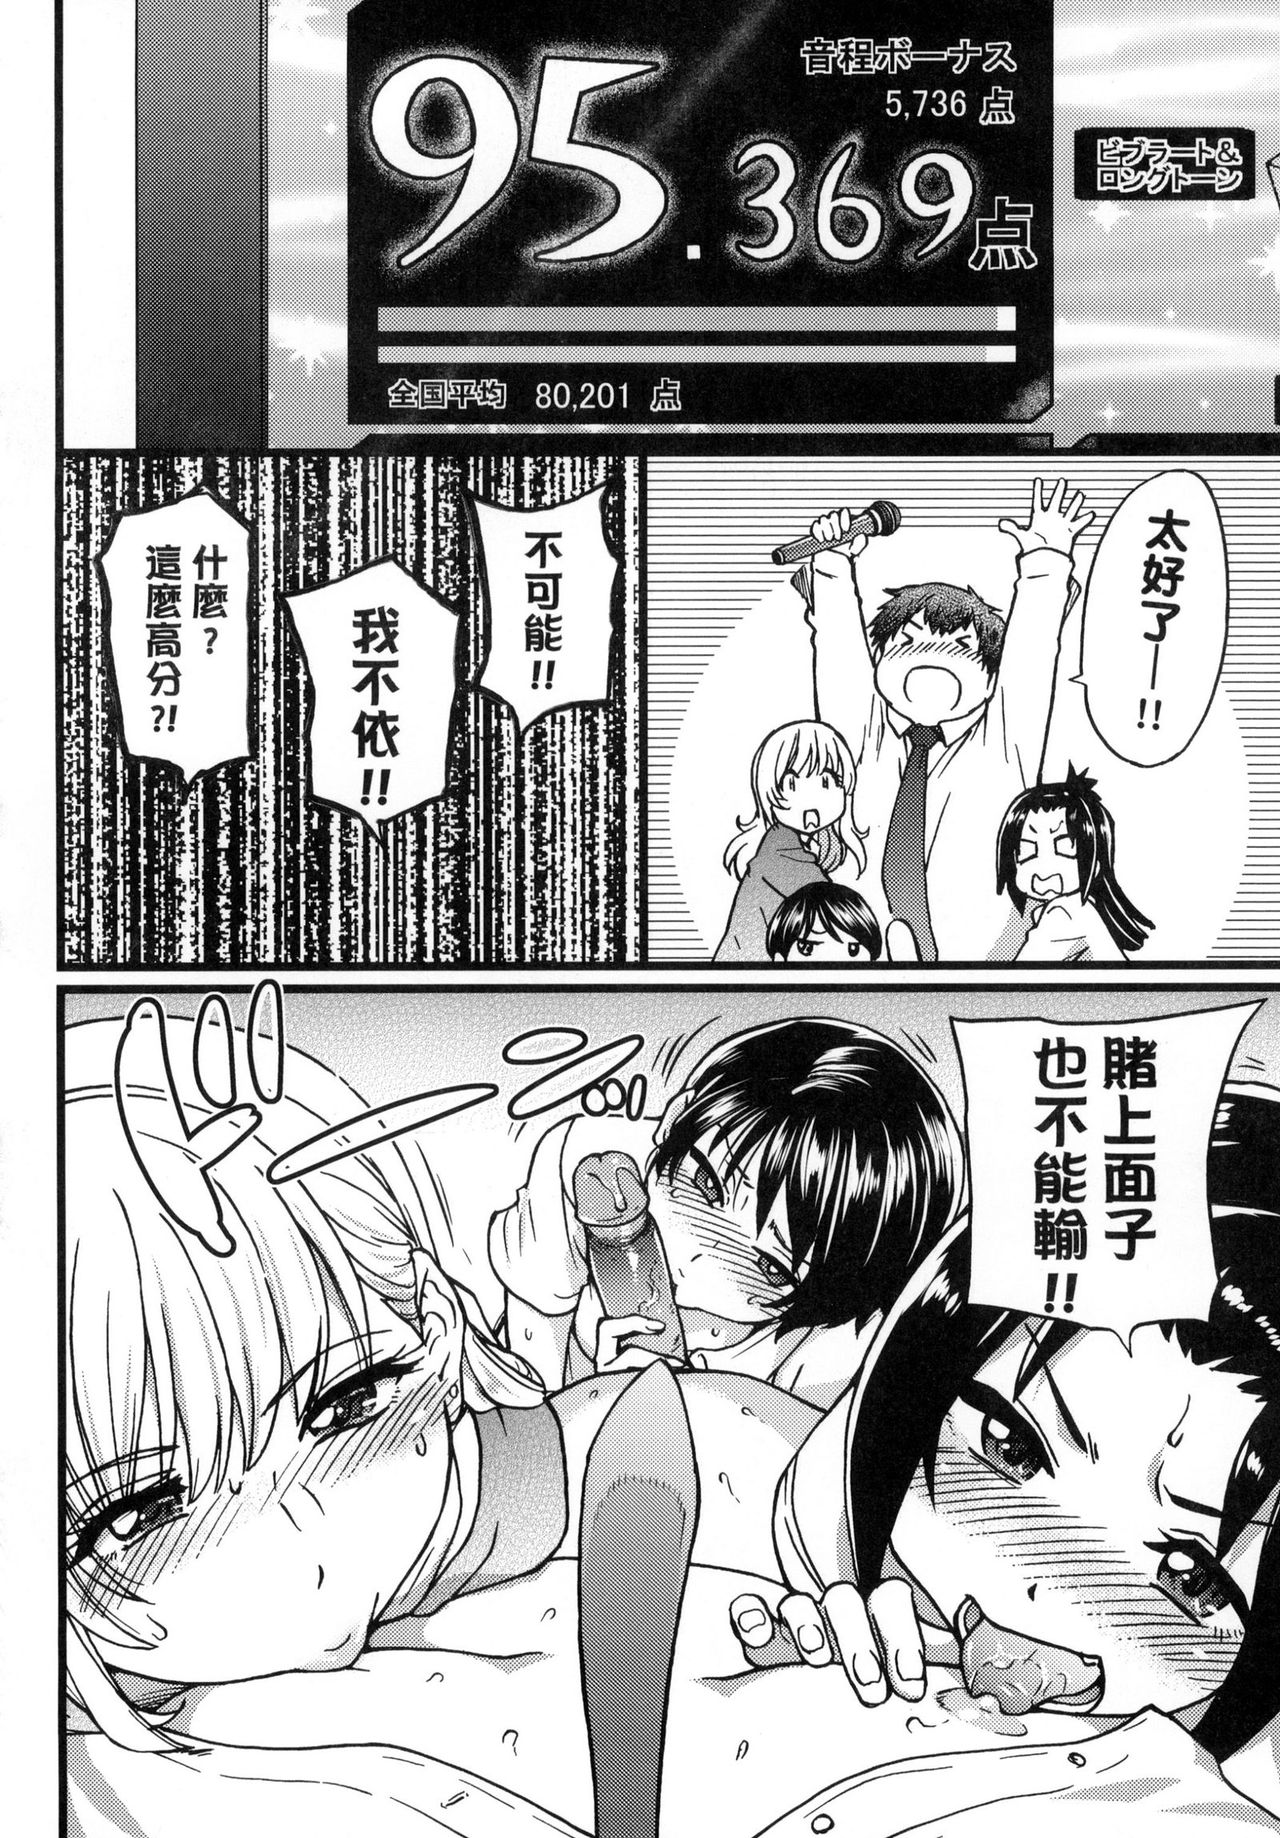 音程ボーナス
5,736 点
95.369点
ビブラート&
ロングトーン
全国平均 80,201 点
太好了ー!!
不可能!!
我不依!!
什麼?
這麼高分?!
賭上面子
也不能輸!!